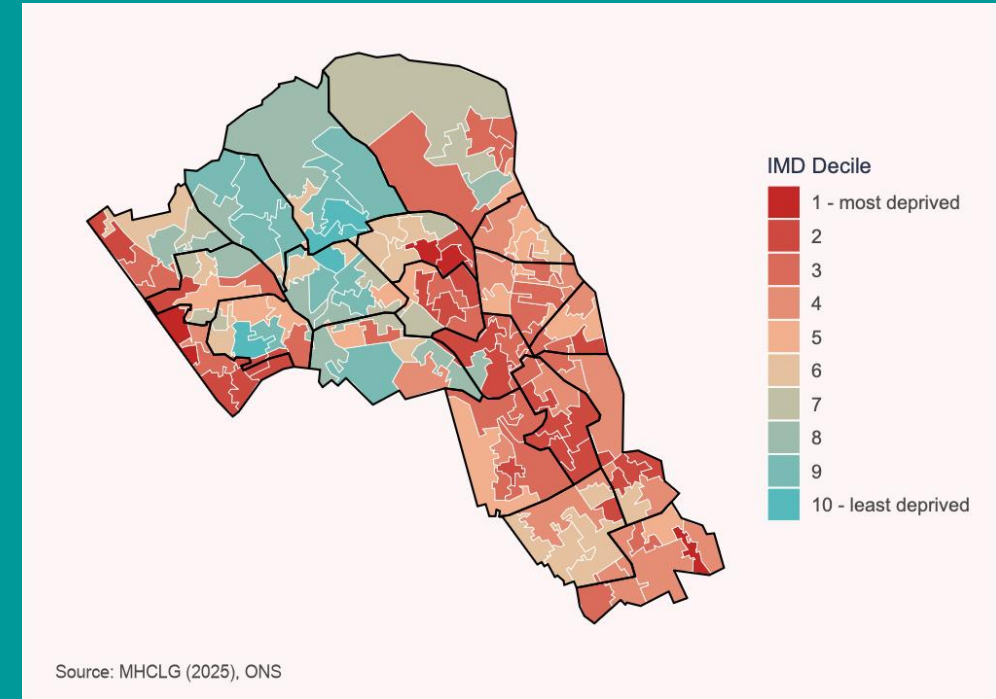 IMD Decile
1 - most deprived
2
3
4
5
6
7
8
9
10 - least deprived
Source: MHCLG (2025), ONS